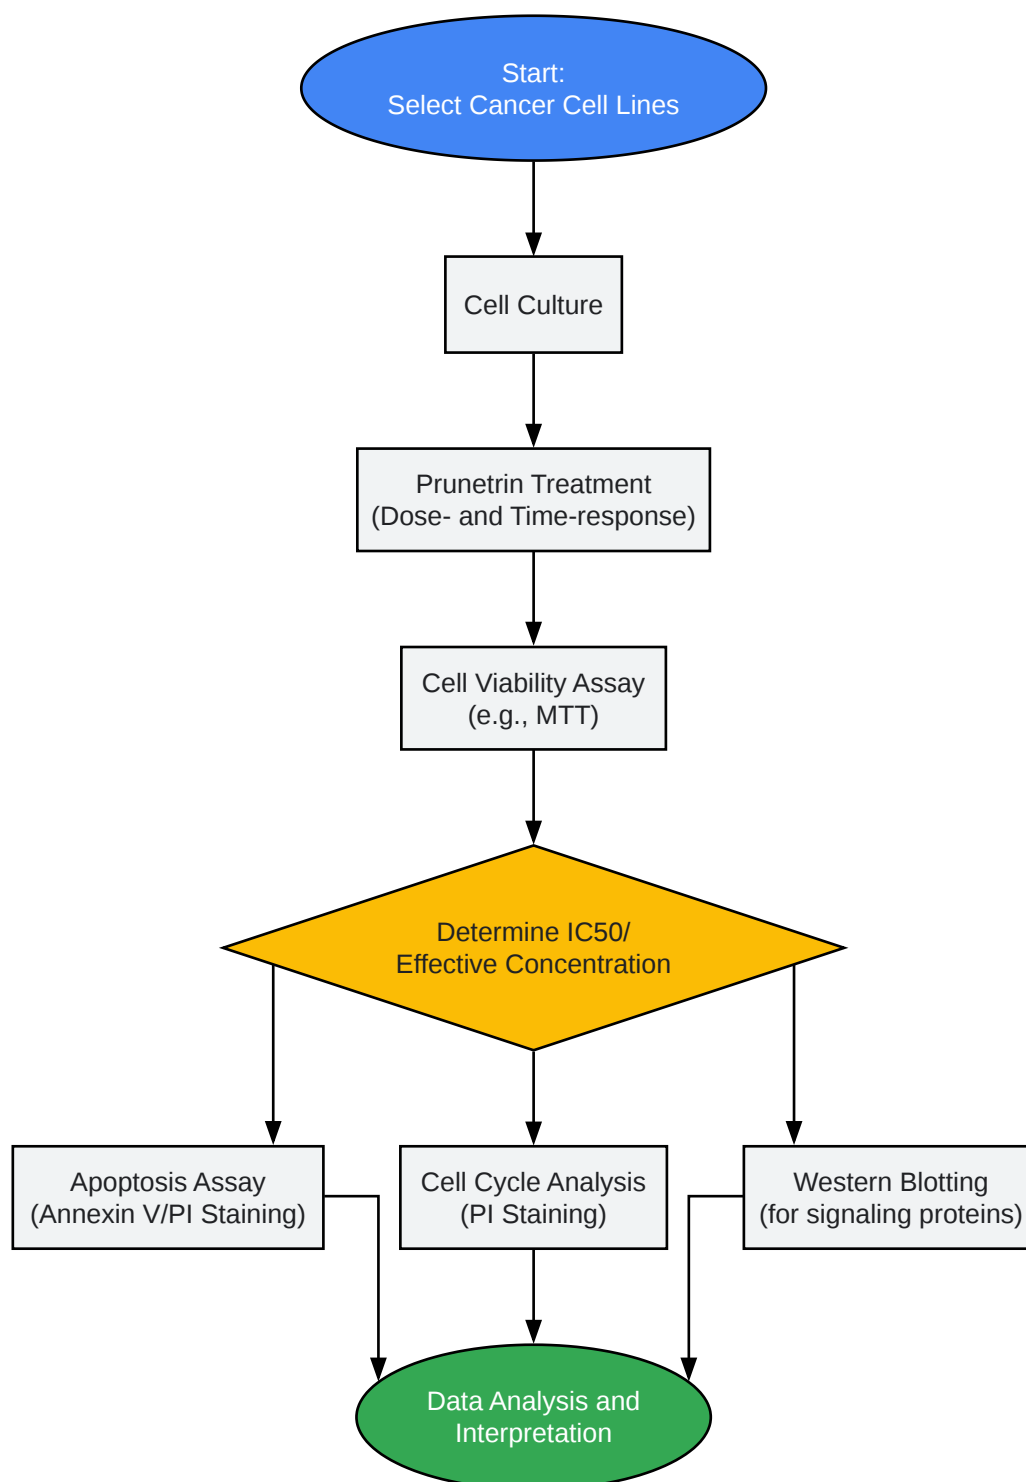 Start:
Select Cancer Cell Lines
Cell Culture
Prunetrin Treatment
(Dose- and Time-response)
Cell Viability Assay
(e.g., MTT)
Determine IC50/
Effective Concentration
Apoptosis Assay
(Annexin V/PI Staining)
Cell Cycle Analysis
(PI Staining)
Western Blotting
(for signaling proteins)
Data Analysis and
Interpretation